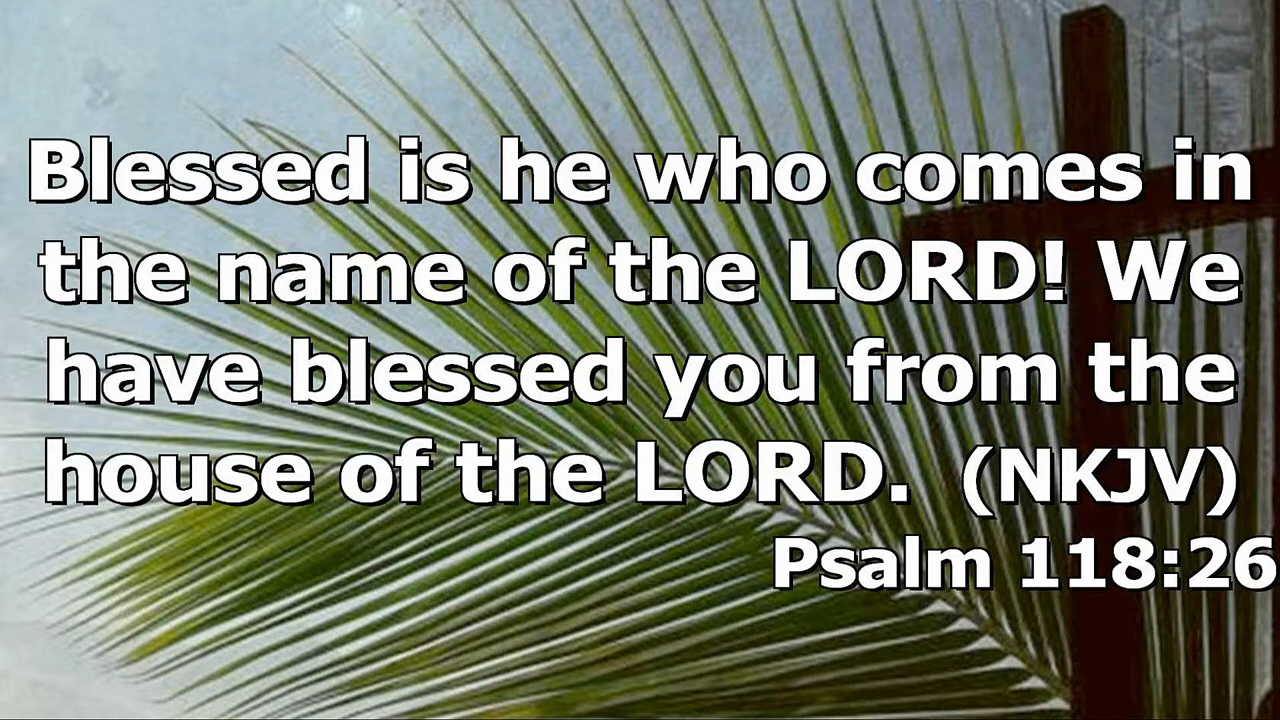 Blessed is he who comes in
the name of the LORD! We
have blessed you from the
house of the LORD. (NKJV)
Psalm 118:26